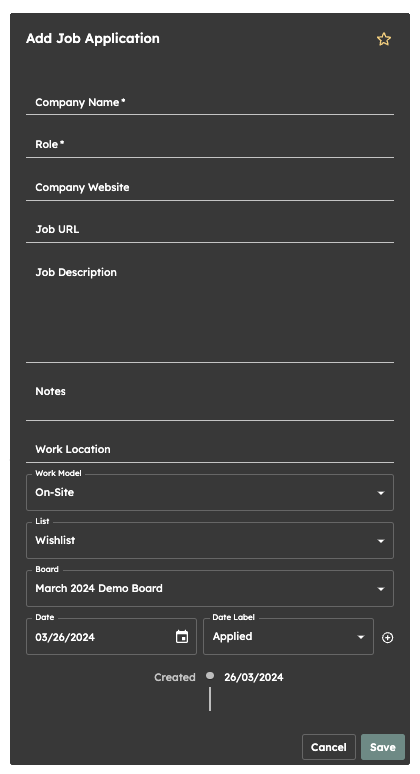 Add Job Application
Company Name *
Role *
Company Website
Job URL
Job Description
Notes
Work Location
Work Model
On-Site
List
Wishlist
Board
March 2024 Demo Board
Date
03/26/2024
Date Label
Applied
Created 26/03/2024
Cancel Save